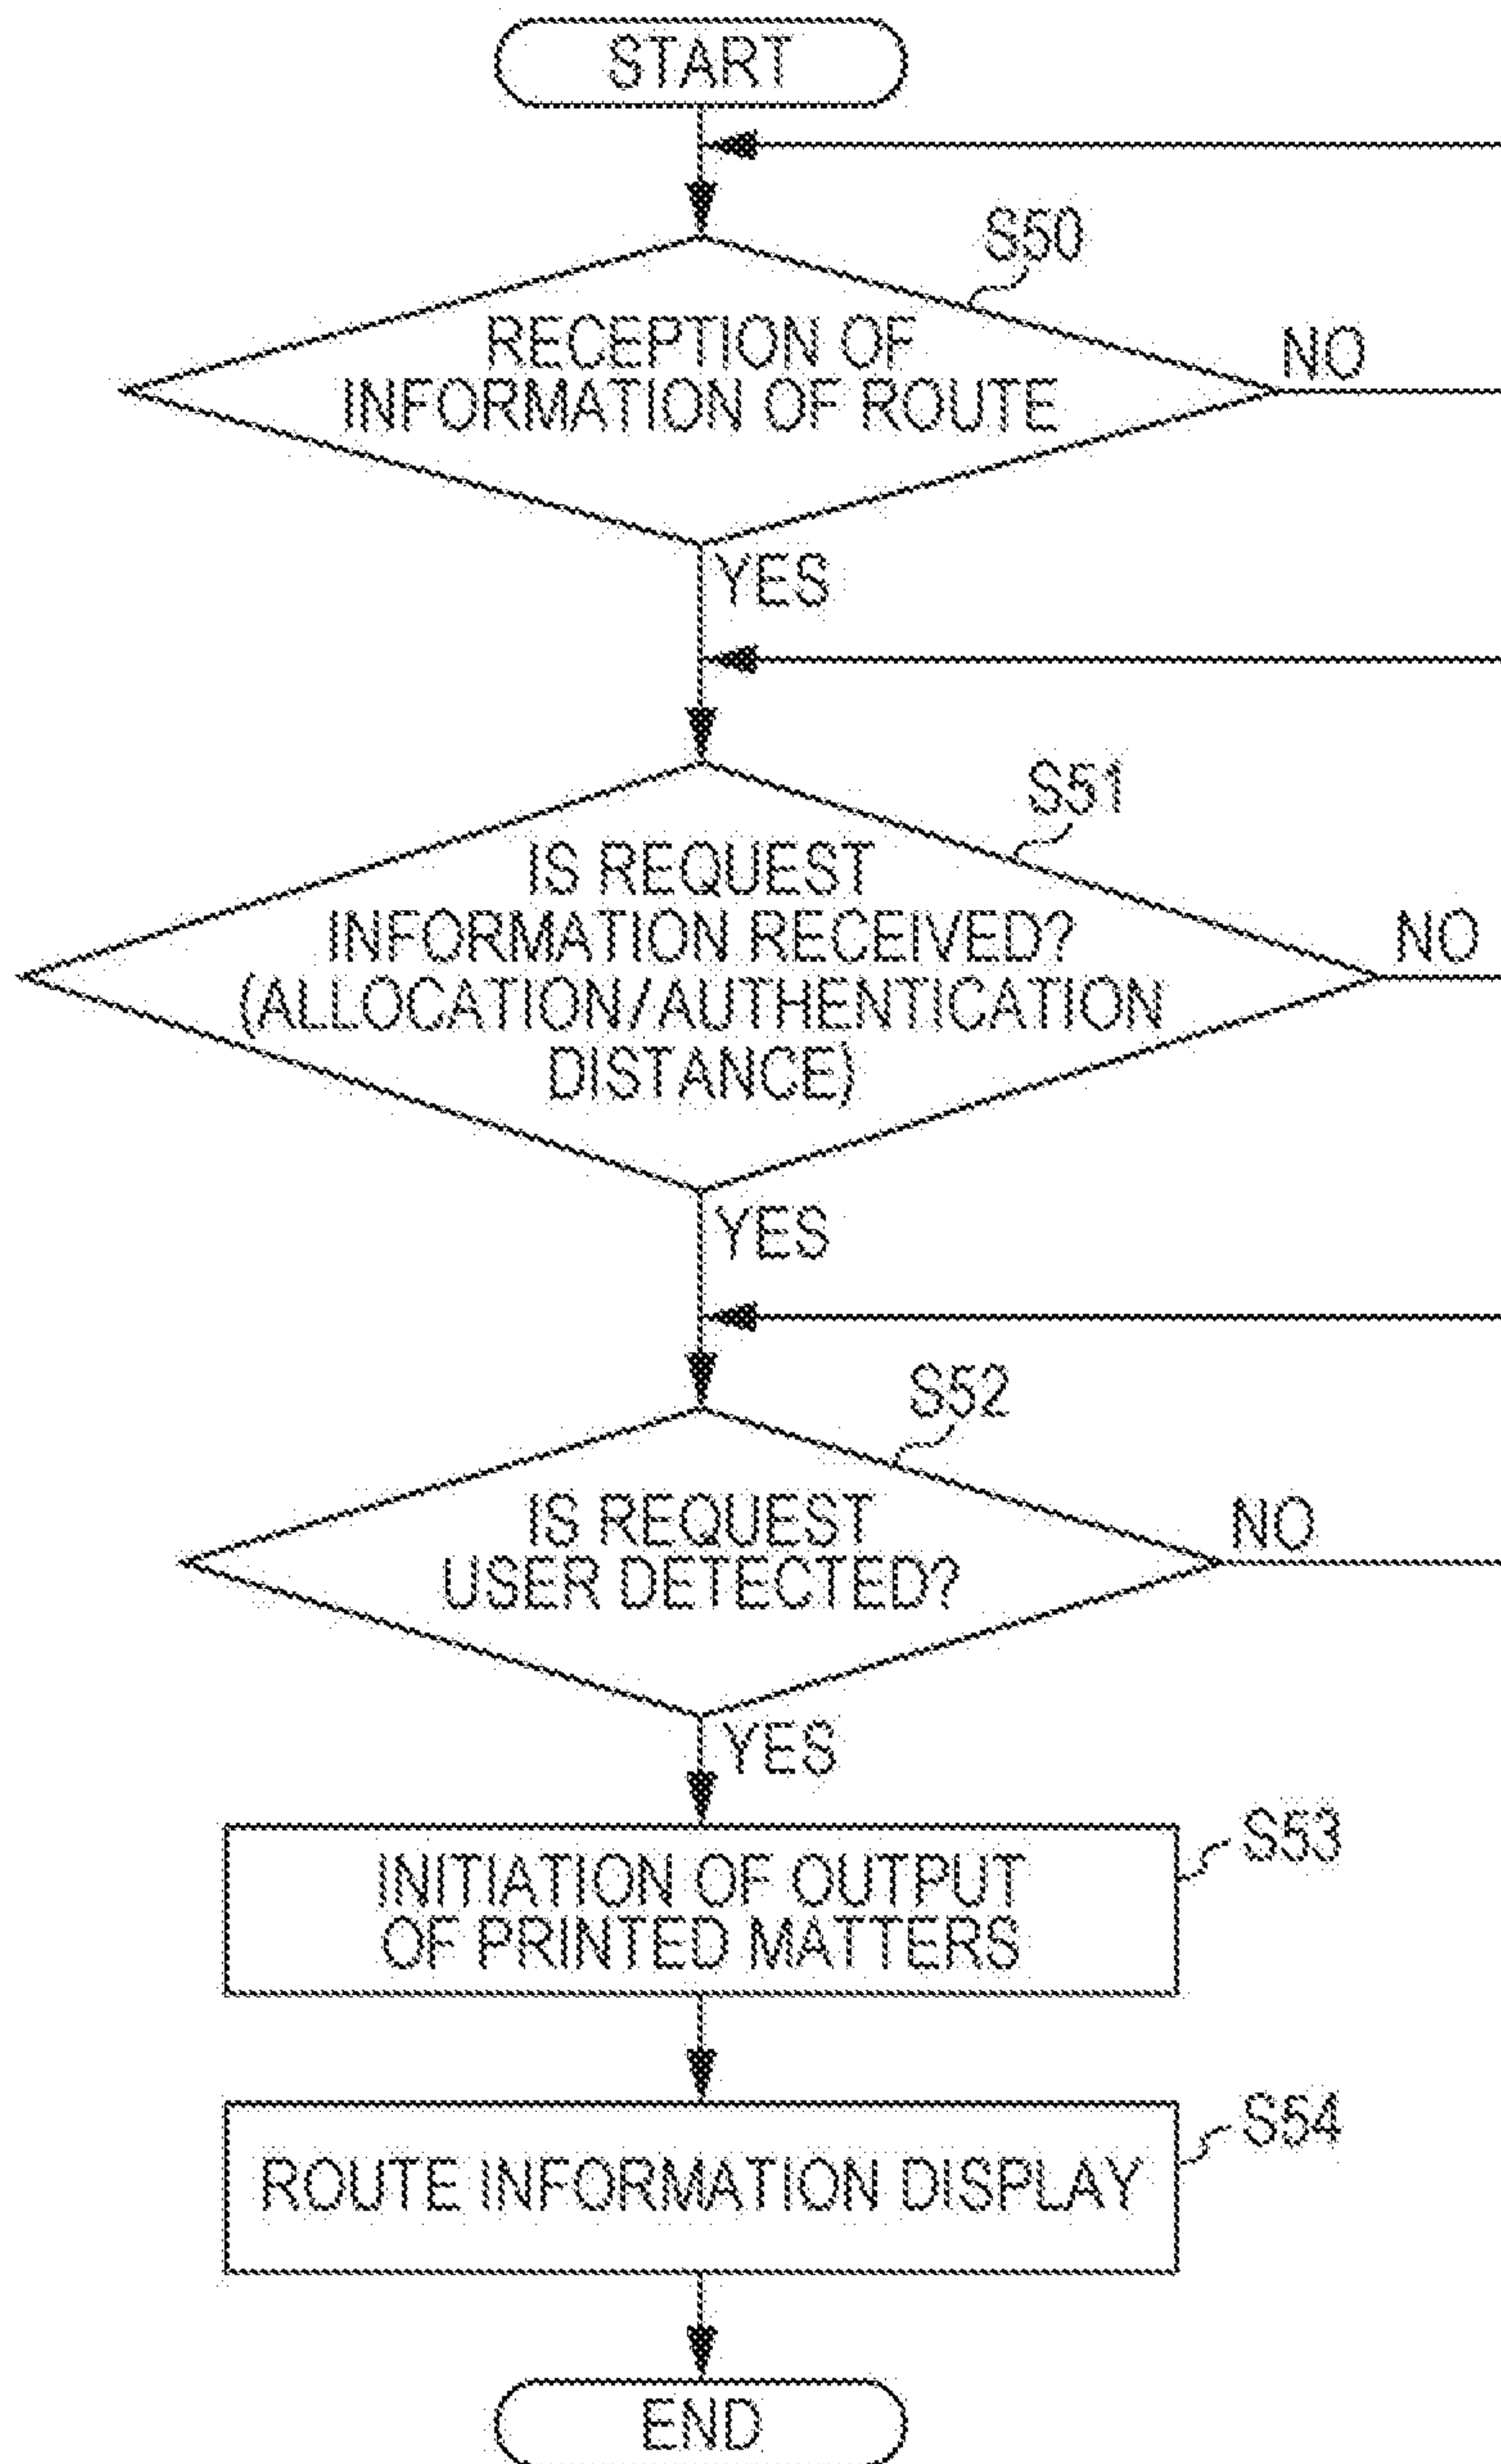 START
S50
RECEPTION OF
INFORMATION OF ROUTE
NO
YES
S51
IS REQUEST
INFORMATION RECEIVED?
(ALLOCATION/AUTHENTICATION
DISTANCE)
NO
YES
S52
IS REQUEST
USER DETECTED?
NO
YES
S53
INITIATION OF OUTPUT
OF PRINTED MATTERS
S54
ROUTE INFORMATION DISPLAY
END